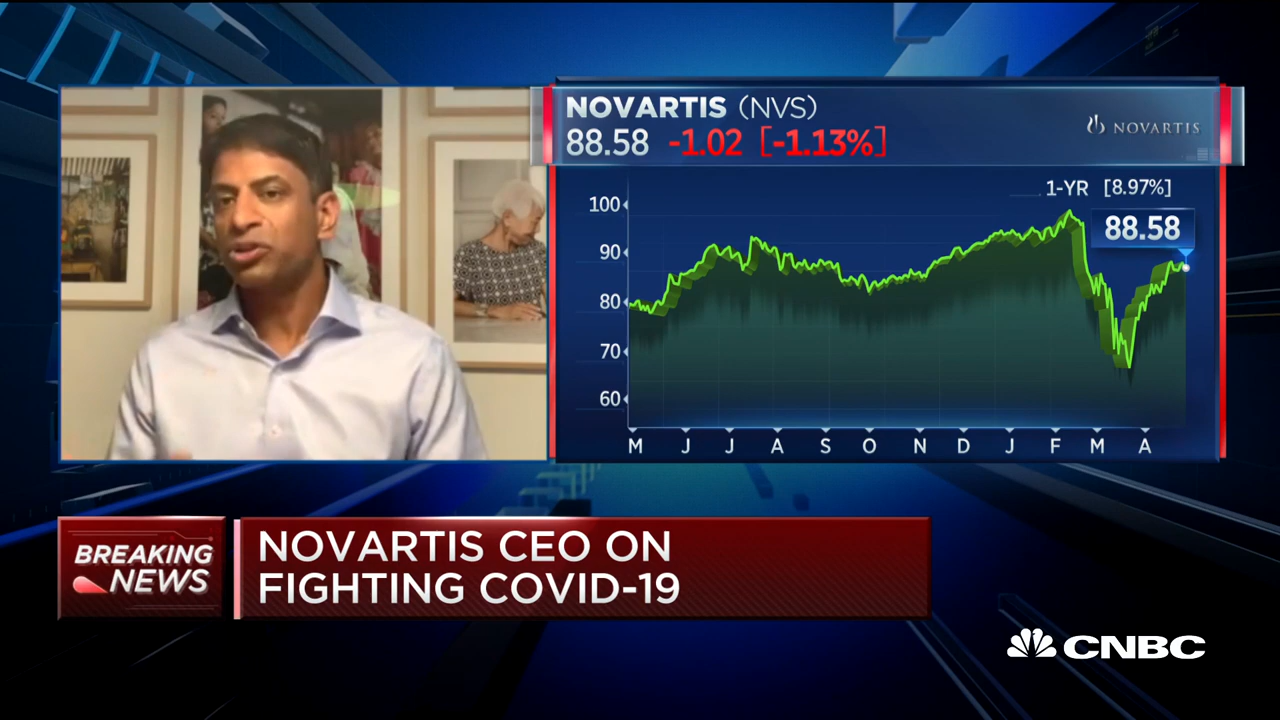 NOVARTIS (NVS)
88.58 -1.02 [-1.13%]
NOVARTIS
1-YR [8.97%]
88.58
100
90
80
70
60
M J J A S O N D J F M A
BREAKING
NEWS
NOVARTIS CEO ON
FIGHTING COVID-19
CNBC